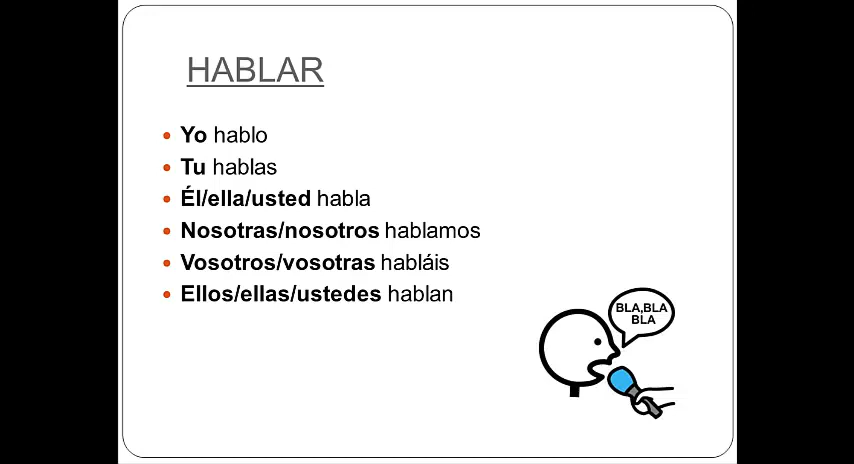 HABLAR
Yo hablo
Tu hablas
Él/ella/usted habla
Nosotras/nosotros hablamos
Vosotros/vosotras habláis
Ellos/ellas/ustedes hablan
BLA,BLA
BLA